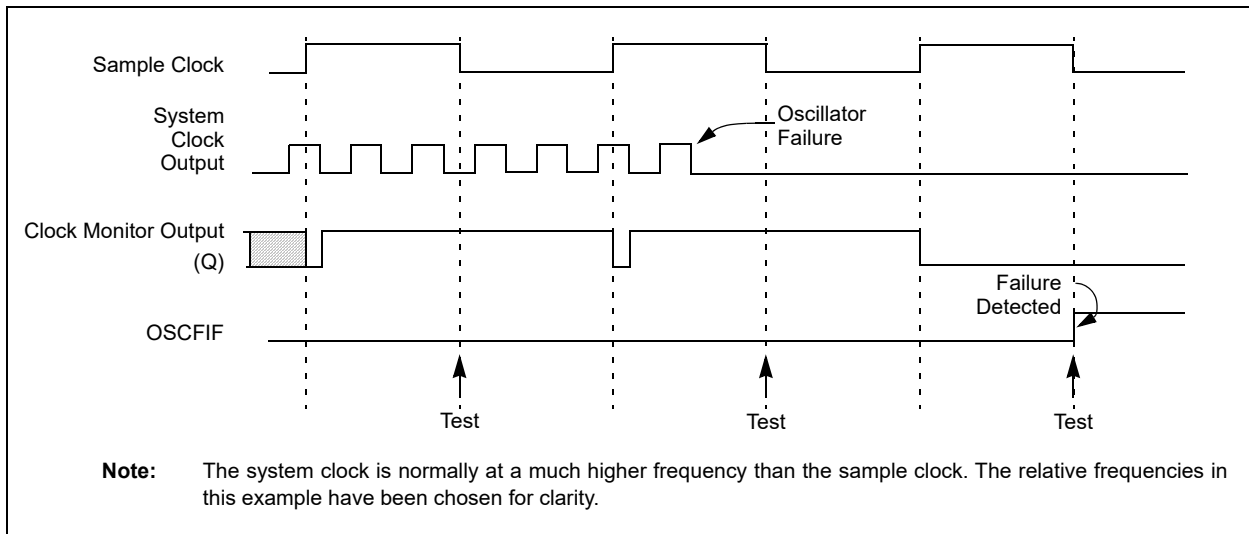 Sample Clock
System
Clock
Output
Oscillator
Failure
Clock Monitor Output
(Q)
Failure
Detected
OSCFIF
Test
Test
Test
Note: The system clock is normally at a much higher frequency than the sample clock. The relative frequencies in
this example have been chosen for clarity.